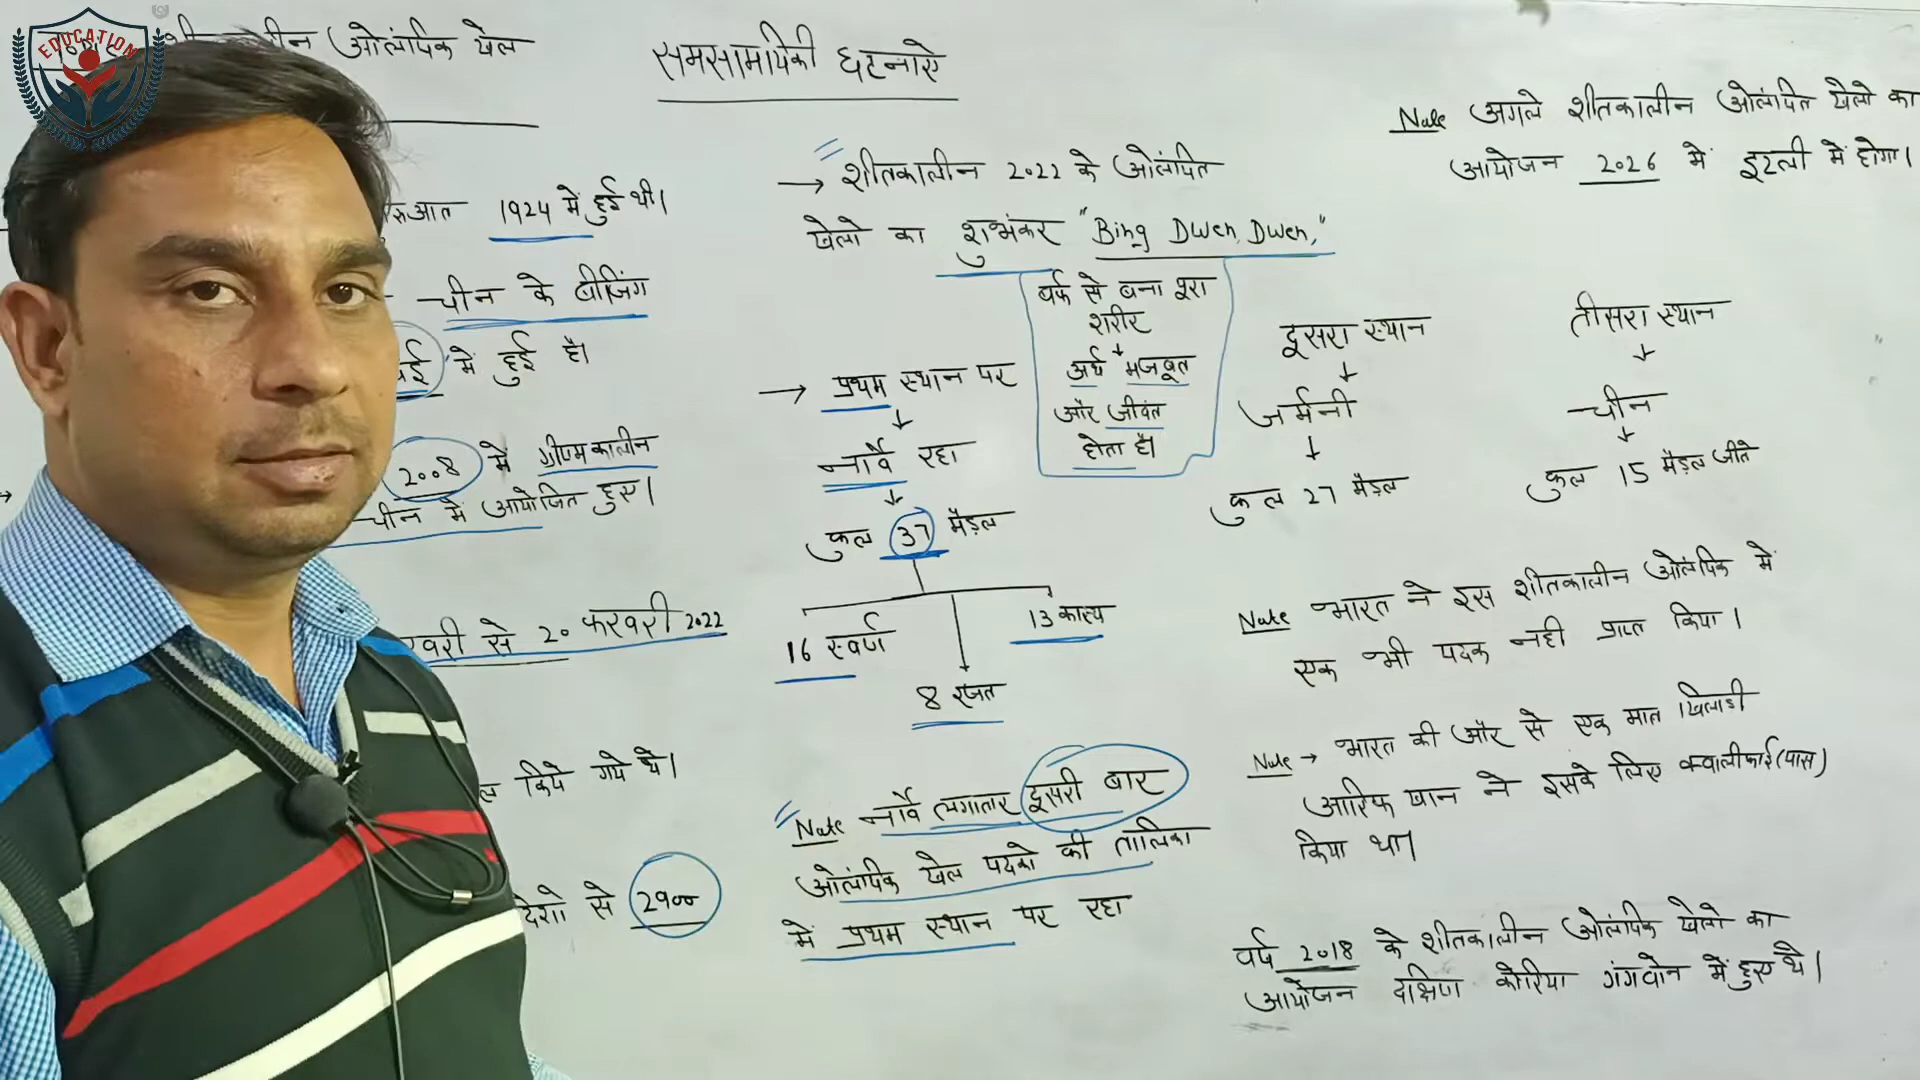 EDUCATION
ओलंपिक खेल
समसामायिकी घटनाऐ
1924 में हुई थी।
चीन के बीजिंग
में हुई है।
2008 में ग्रीष्मकालीन
चीन में आयोजित हुए।
से 20 फरवरी 2022
किये गये थे।
देशो से 2900
→ शीतकालीन 2022 के ओलंपित
खेलो का शुभंकर "Bing Dwen Dwen,"
बर्फ से बना पूरा
शरीर
अर्थ मजबूत
और जीवंत
होता है।
→ प्रथम स्थान पर
नार्वे रहा
कुल 37 मैडल
16 स्वर्ण
8 रजत
13 कास्य
Note नार्वे लगातार दूसरी बार
ओलंपिक खेल पदको की तालिका
में प्रथम स्थान पर रहा
Note अगले शीतकालीन ओलंपित खेलो का
आयोजन 2026 में इटली में होगा।
दूसरा स्थान
जर्मनी
कुल 27 मैडल
तीसरा स्थान
चीन
कुल 15 मैडल जीते
Note भारत ने इस शीतकालीन ओलंपिक में
एक भी पदक नही प्राप्त किया।
Note → भारत की और से एक मात्र खिलाडी
आरिफ खान ने इसके लिए क्वालीफाई (पास)
किया था।
वर्ष 2018 के शीतकालीन ओलंपिक खेलो का
आयोजन दक्षिण कोरिया गंगवोन में हुए थे।